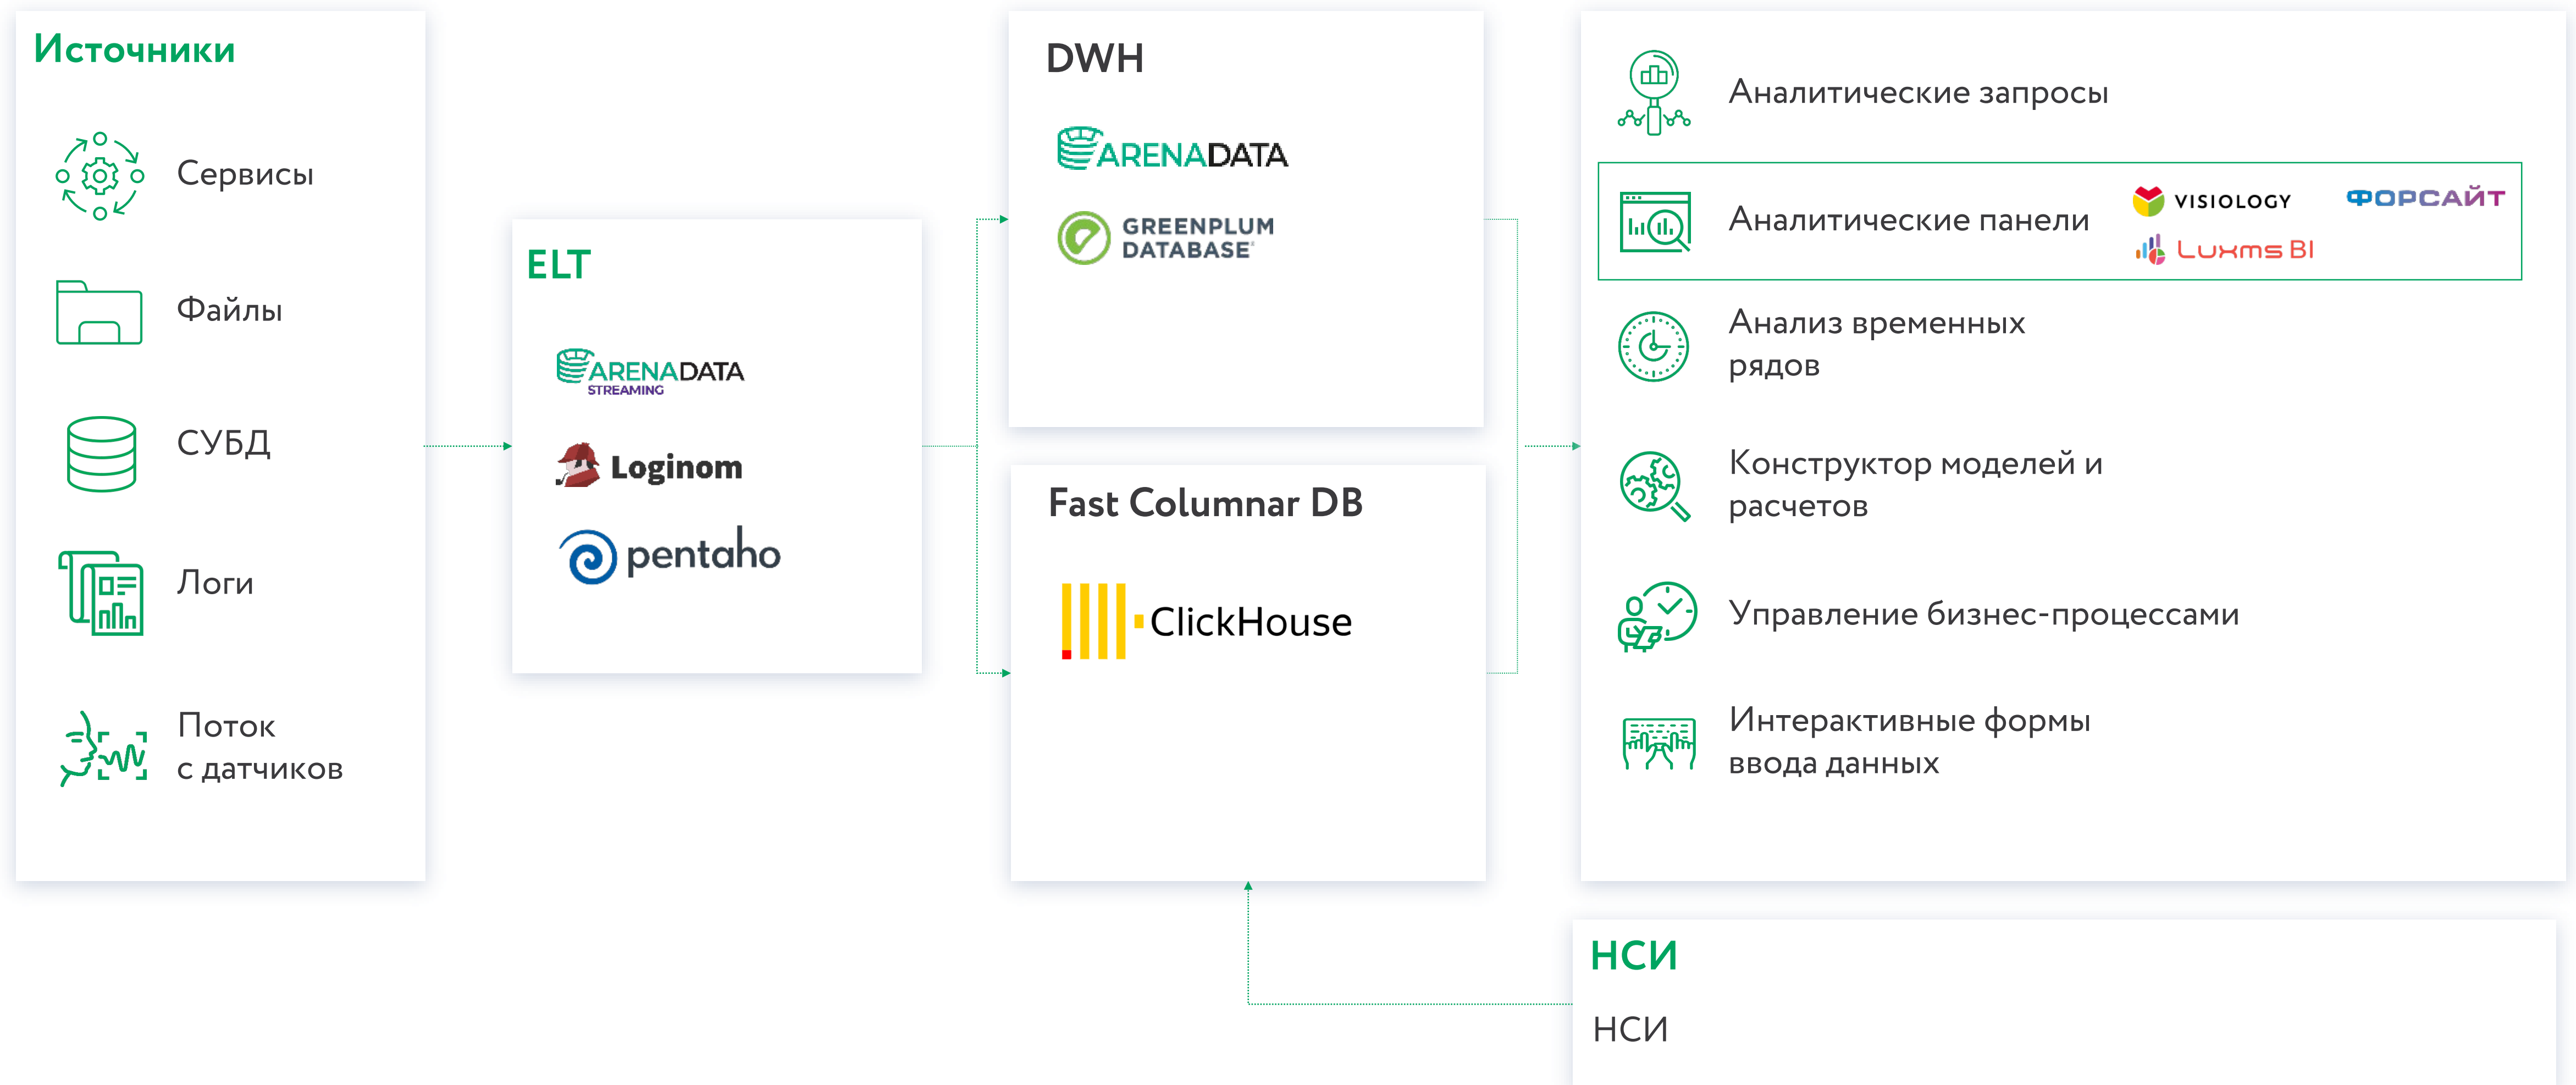 Источники
Сервисы
Файлы
СУБД
Логи
Поток
с датчиков
ELT
ARENADATA
STREAMING
Loginom
pentaho
DWH
ARENADATA
GREENPLUM
DATABASE
Fast Columnar DB
ClickHouse
Аналитические запросы
Аналитические панели
VISIOLOGY
ФОРСАЙТ
Luxms BI
Анализ временных
рядов
Конструктор моделей и
расчетов
Управление бизнес-процессами
Интерактивные формы
ввода данных
НСИ
НСИ